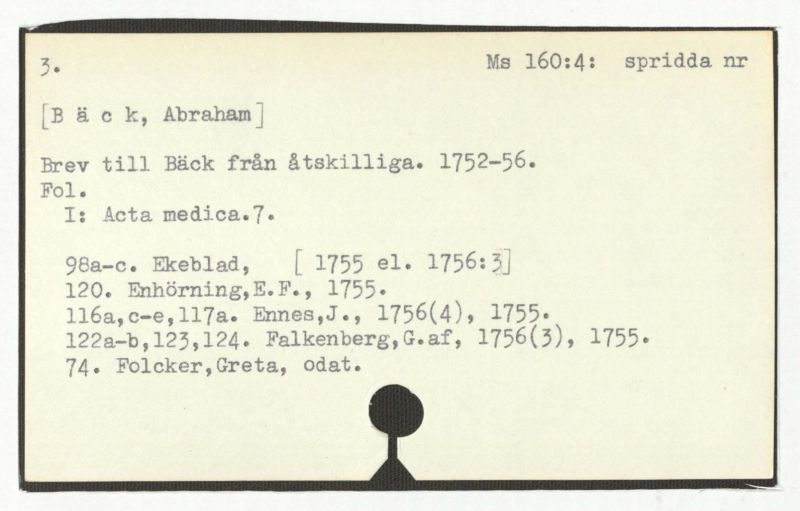 3. Ms 160:4: spridda nr
[B ä c k, Abraham]
Brev till Bäck från åtskilliga. 1752-56.
Fol.
I: Acta medica.7.
98a-c. Ekeblad, [ 1755 el. 1756:3]
120. Enhörning,E.F., 1755.
116a,c-e,117a. Ennes,J., 1756(4), 1755.
122a-b,123,124. Falkenberg,G.af, 1756(3), 1755.
74. Folcker,Greta, odat.